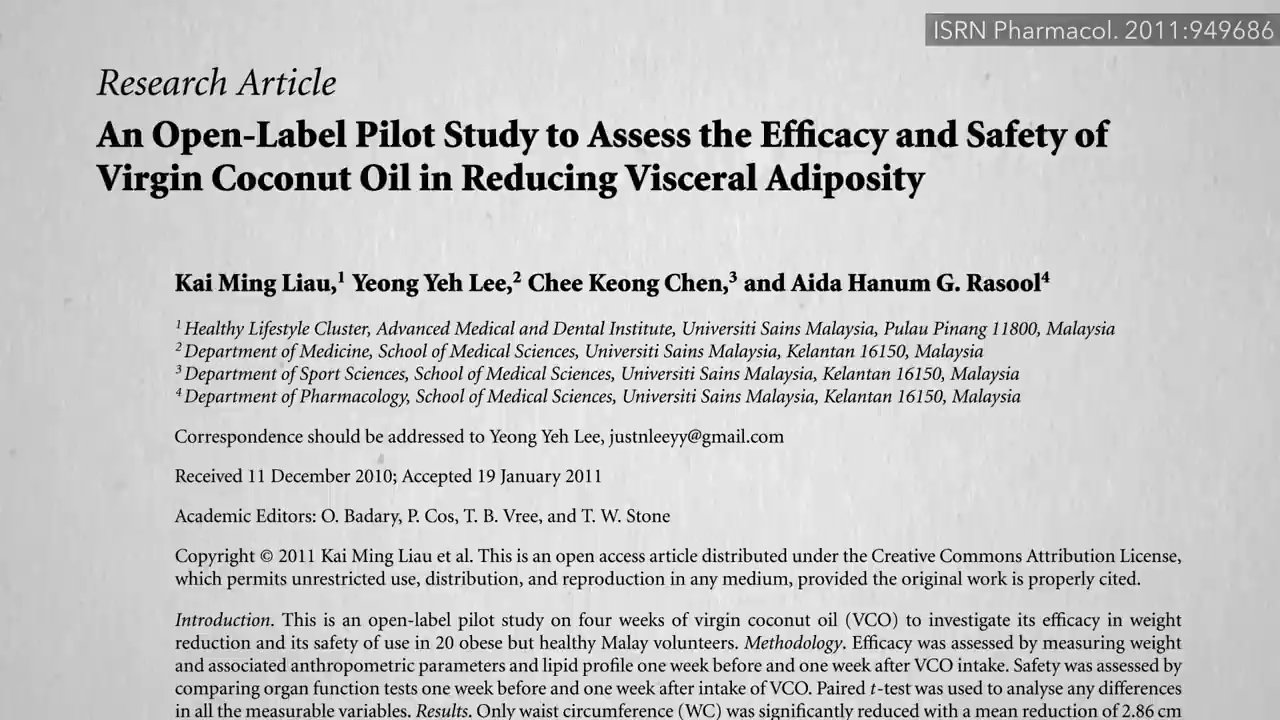 ISRN Pharmacol. 2011:949686
Research Article
An Open-Label Pilot Study to Assess the Efficacy and Safety of
Virgin Coconut Oil in Reducing Visceral Adiposity
Kai Ming Liau,1 Yeong Yeh Lee,2 Chee Keong Chen,3 and Aida Hanum G. Rasool4
1 Healthy Lifestyle Cluster, Advanced Medical and Dental Institute, Universiti Sains Malaysia, Pulau Pinang 11800, Malaysia
2 Department of Medicine, School of Medical Sciences, Universiti Sains Malaysia, Kelantan 16150, Malaysia
3 Department of Sport Sciences, School of Medical Sciences, Universiti Sains Malaysia, Kelantan 16150, Malaysia
4 Department of Pharmacology, School of Medical Sciences, Universiti Sains Malaysia, Kelantan 16150, Malaysia
Correspondence should be addressed to Yeong Yeh Lee, justnleeyy@gmail.com
Received 11 December 2010; Accepted 19 January 2011
Academic Editors: O. Badary, P. Cos, T. B. Vree, and T. W. Stone
Copyright © 2011 Kai Ming Liau et al. This is an open access article distributed under the Creative Commons Attribution License,
which permits unrestricted use, distribution, and reproduction in any medium, provided the original work is properly cited.
Introduction. This is an open-label pilot study on four weeks of virgin coconut oil (VCO) to investigate its efficacy in weight
reduction and its safety of use in 20 obese but healthy Malay volunteers. Methodology. Efficacy was assessed by measuring weight
and associated anthropometric parameters and lipid profile one week before and one week after VCO intake. Safety was assessed by
comparing organ function tests one week before and one week after intake of VCO. Paired t-test was used to analyse any differences
in all the measurable variables. Results. Only waist circumference (WC) was significantly reduced with a mean reduction of 2.86 cm